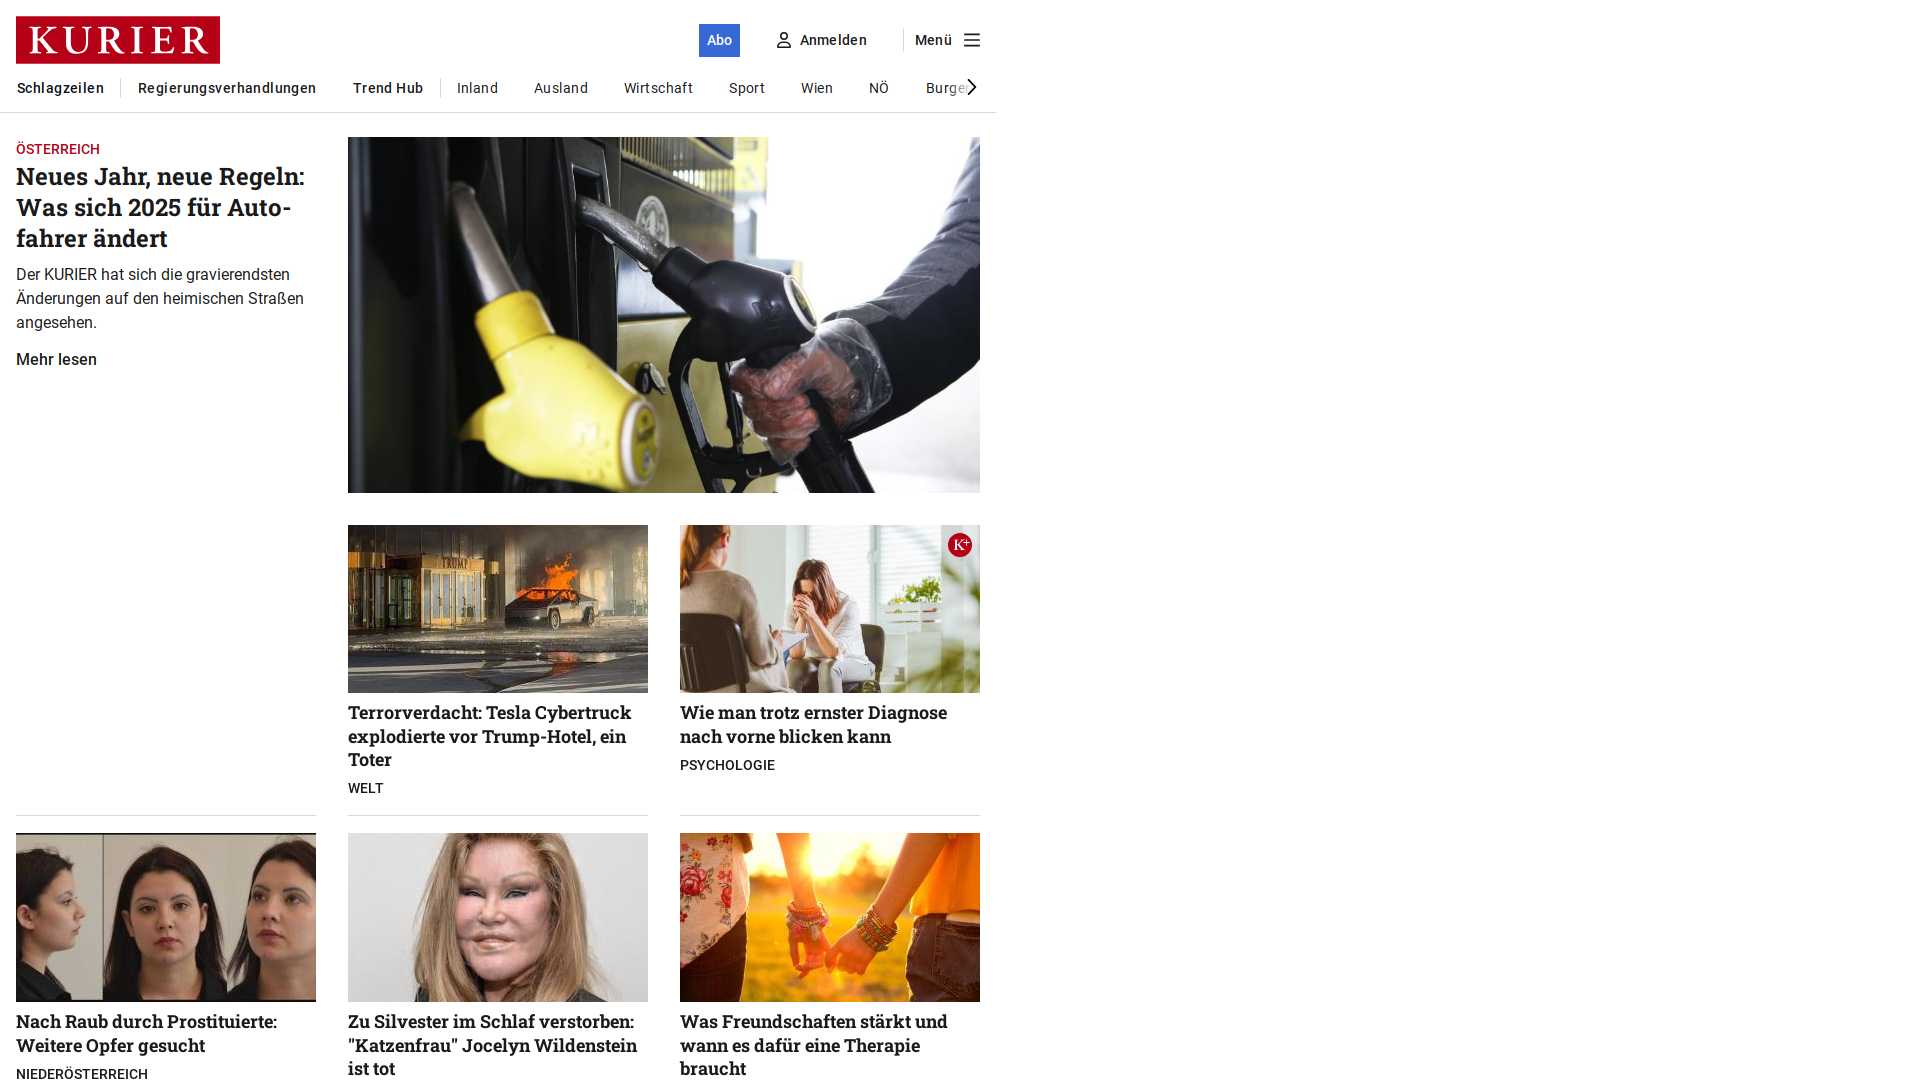 KURIER
Abo
Anmelden
Menü
Schlagzeilen
Regierungsverhandlungen
Trend Hub
Inland
Ausland
Wirtschaft
Sport
Wien
NÖ
ÖSTERREICH
Neues Jahr, neue Regeln:
Was sich 2025 für Auto-
fahrer ändert
Der KURIER hat sich die gravierendsten
Änderungen auf den heimischen Straßen
angesehen.
Mehr lesen
TRUMP
K+
Terrorverdacht: Tesla Cybertruck
explodierte vor Trump-Hotel, ein
Toter
WELT
Wie man trotz ernster Diagnose
nach vorne blicken kann
PSYCHOLOGIE
Nach Raub durch Prostituierte:
Weitere Opfer gesucht
NIEDERÖSTERREICH
Zu Silvester im Schlaf verstorben:
"Katzenfrau" Jocelyn Wildenstein
ist tot
Was Freundschaften stärkt und
wann es dafür eine Therapie
braucht